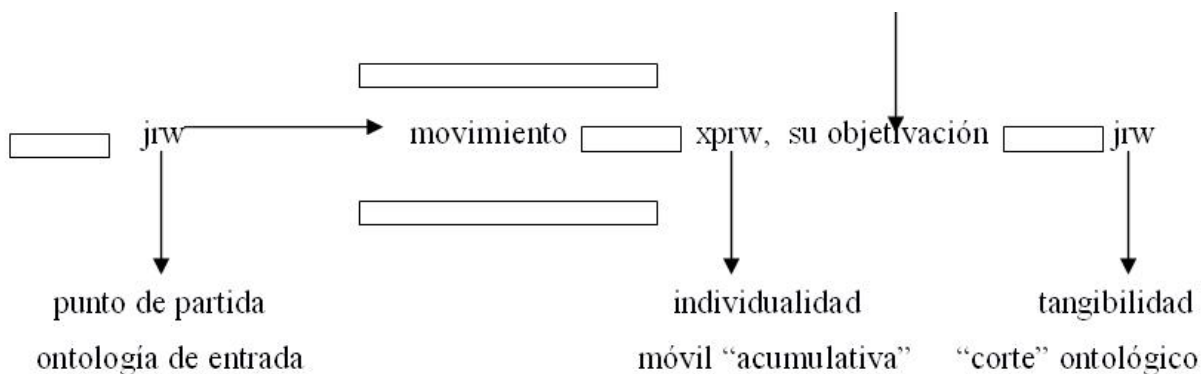 jrw movimiento xprw, su objetivación jrw
punto de partida individualidad tangibilidad
ontología de entrada móvil “acumulativa” “corte” ontológico